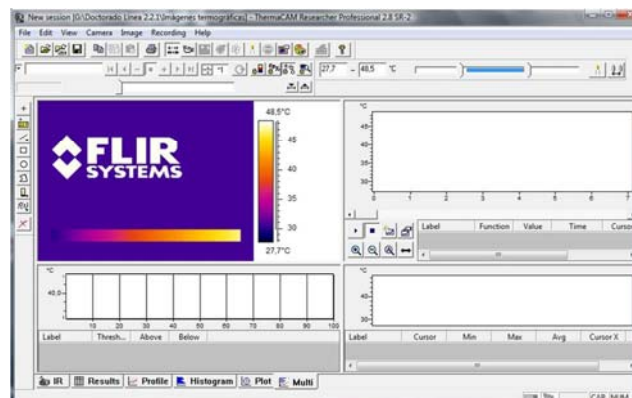 New session [G:\Doctorado Línea 2.2.1\Imágenes termográficas] - ThermaCAM Researcher Professional 2.8 SR-2
File Edit View Camera Image Recording Help
27,7 - 48,5 °C
FLIR
SYSTEMS
48,5°C
45
40
35
30
27,7°C
°C
45
40
35
30
0 1 2 3 4 5 6 7
Label Function Value Time Cursor
°C
40,0
10 20 30 40 50 60 70 80 90 100
Label Thresh... Above Below
°C
40
30
Label Cursor Min Max Avg Cursor X
IR Results Profile Histogram Plot Multi
CAP NUM